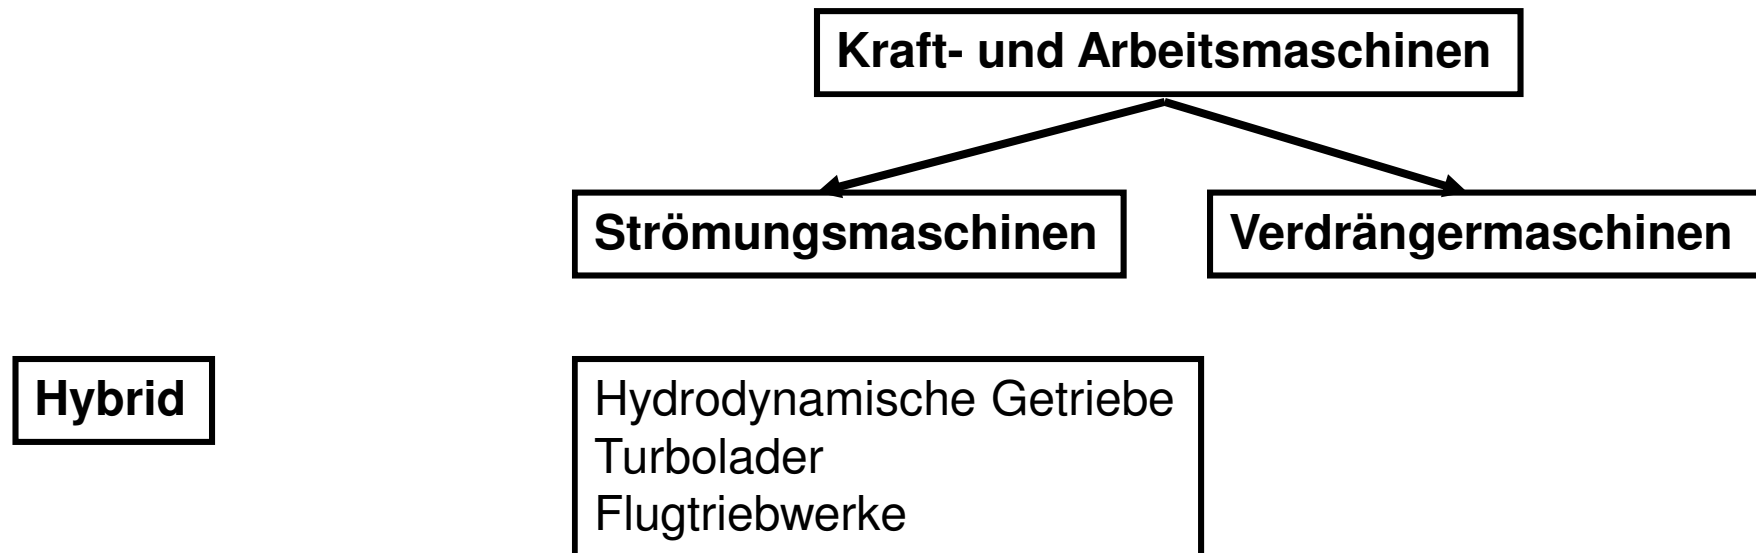 Kraft- und Arbeitsmaschinen
Strömungsmaschinen
Verdrängermaschinen
Hybrid
Hydrodynamische Getriebe
Turbolader
Flugtriebwerke